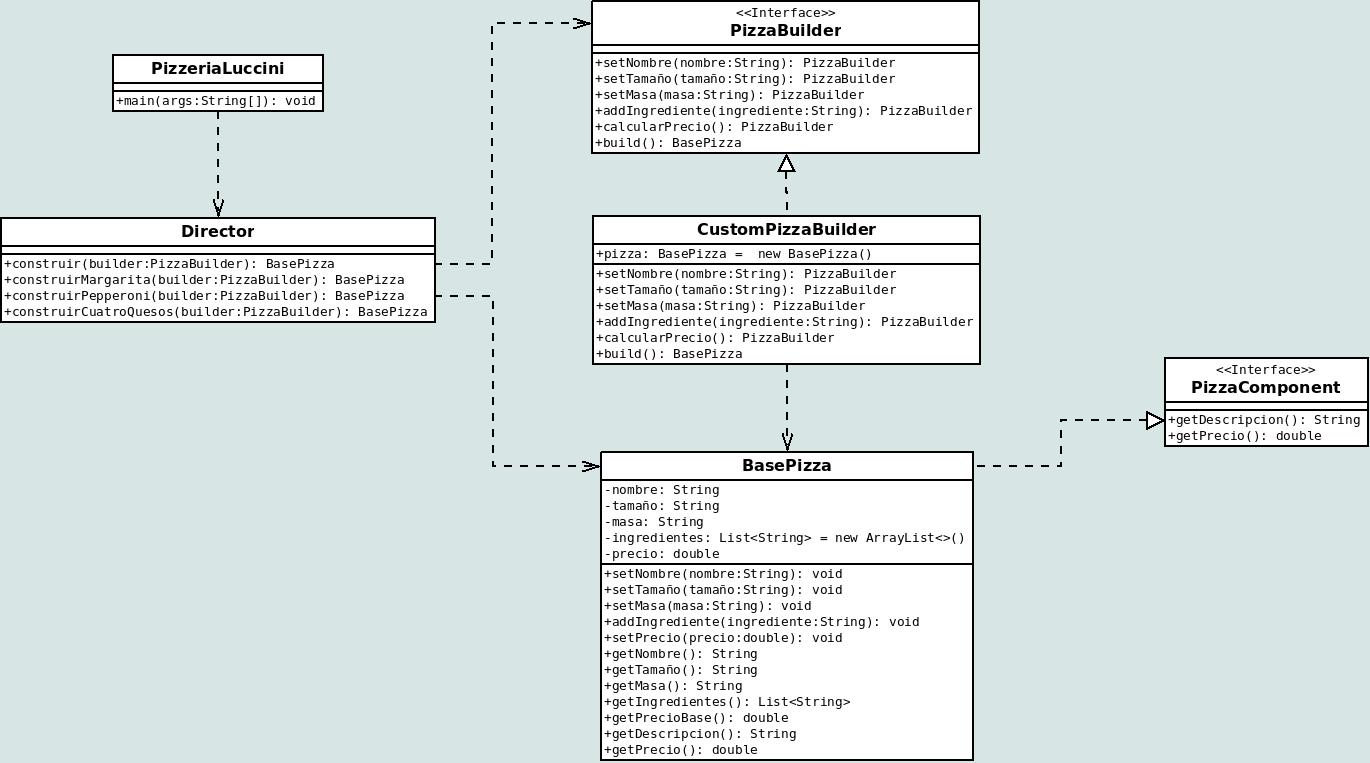 PizzeriaLuccini
+main(args:String[]): void
Director
+construir(builder:PizzaBuilder): BasePizza
+construirMargarita(builder:PizzaBuilder): BasePizza
+construirPepperoni(builder:PizzaBuilder): BasePizza
+construirCuatroQuesos(builder:PizzaBuilder): BasePizza
<<Interface>>
PizzaBuilder
+setNombre(nombre:String): PizzaBuilder
+setTamaño(tamaño:String): PizzaBuilder
+setMasa(masa:String): PizzaBuilder
+addIngrediente(ingrediente:String): PizzaBuilder
+calcularPrecio(): PizzaBuilder
+build(): BasePizza
CustomPizzaBuilder
+pizza: BasePizza =  new BasePizza()
+setNombre(nombre:String): PizzaBuilder
+setTamaño(tamaño:String): PizzaBuilder
+setMasa(masa:String): PizzaBuilder
+addIngrediente(ingrediente:String): PizzaBuilder
+calcularPrecio(): PizzaBuilder
+build(): BasePizza
BasePizza
-nombre: String
-tamaño: String
-masa: String
-ingredientes: List<String> = new ArrayList<>()
-precio: double
+setNombre(nombre:String): void
+setTamaño(tamaño:String): void
+setMasa(masa:String): void
+addIngrediente(ingrediente:String): void
+setPrecio(precio:double): void
+getNombre(): String
+getTamaño(): String
+getMasa(): String
+getIngredientes(): List<String>
+getPrecioBase(): double
+getDescripcion(): String
+getPrecio(): double
<<Interface>>
PizzaComponent
+getDescripcion(): String
+getPrecio(): double